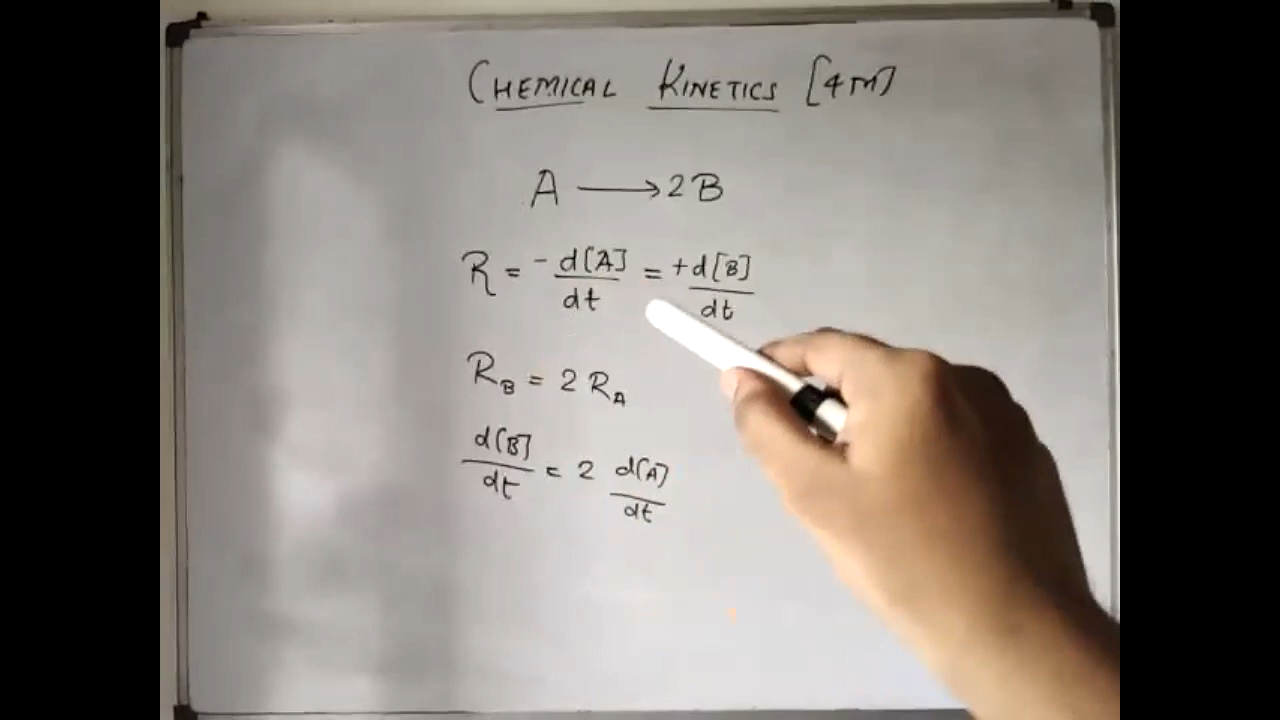 CHEMICAL KINETICS [4M]
A ⟶ 2B
R = -d[A]/dt = +d[B]/dt
R_B = 2 R_A
d[B]/dt = 2 d[A]/dt